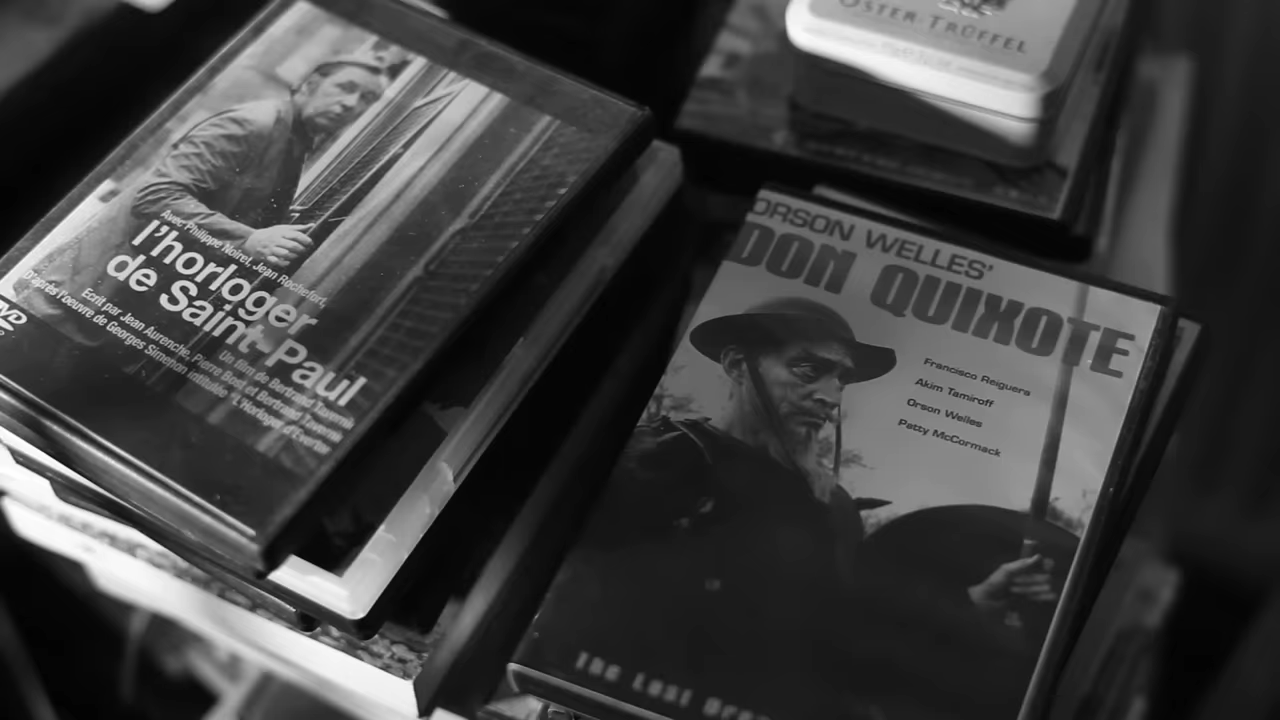 Avec Philippe Noiret, Jean Rochefort,
l'horloger
de Saint-Paul
Un film de Bertrand Tavernier
Ecrit par Jean Aurenche, Pierre Bost et Bertrand Tavernier
D'après l'oeuvre de Georges Simenon intitulée "L'Horloger d'Everton
DVD
OSTER-TRÜFFEL
ORSON WELLES'
DON QUIXOTE
Francisco Reiguera
Akim Tamiroff
Orson Welles
Patty McCormack
The Lost